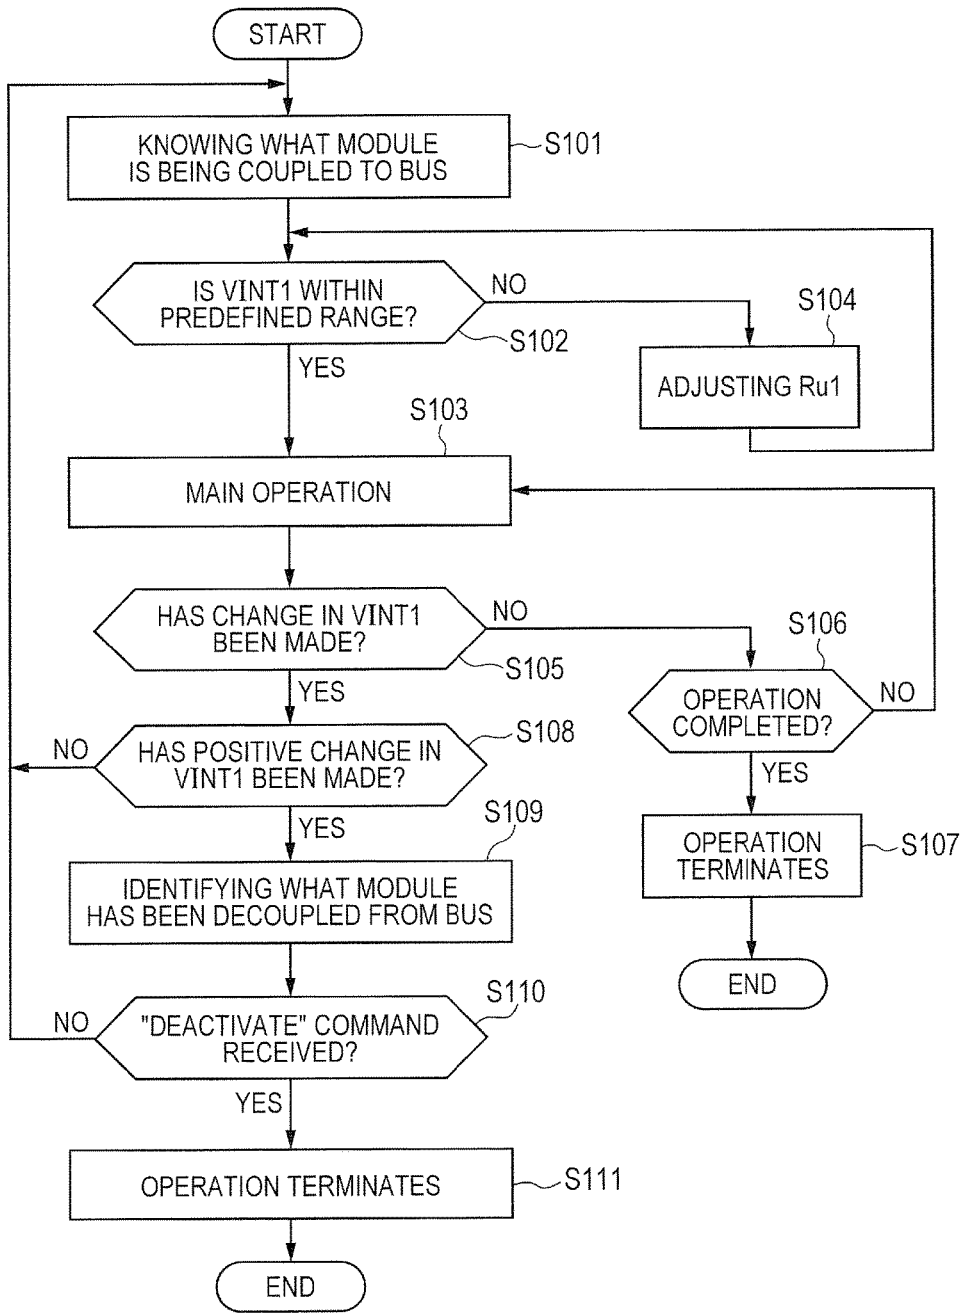 START
KNOWING WHAT MODULE
IS BEING COUPLED TO BUS
S101
IS VINT1 WITHIN
PREDEFINED RANGE?
NO
S102
YES
S104
ADJUSTING Ru1
S103
MAIN OPERATION
HAS CHANGE IN VINT1
BEEN MADE?
NO
S105
YES
S106
OPERATION
COMPLETED?
NO
YES
HAS POSITIVE CHANGE IN
VINT1 BEEN MADE?
S108
NO
YES
OPERATION
TERMINATES
S107
END
S109
IDENTIFYING WHAT MODULE
HAS BEEN DECOUPLED FROM BUS
"DEACTIVATE" COMMAND
RECEIVED?
S110
NO
YES
OPERATION TERMINATES
S111
END